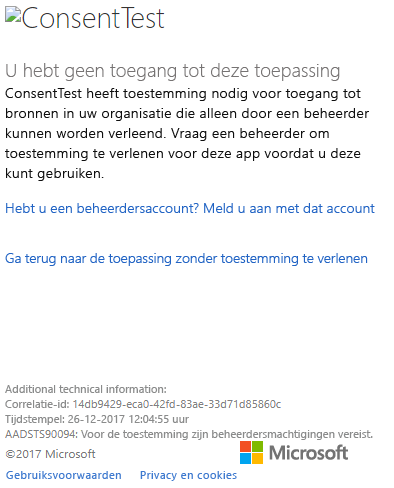 ConsentTest
U hebt geen toegang tot deze toepassing
ConsentTest heeft toestemming nodig voor toegang tot
bronnen in uw organisatie die alleen door een beheerder
kunnen worden verleend. Vraag een beheerder om
toestemming te verlenen voor deze app voordat u deze
kunt gebruiken.
Hebt u een beheerdersaccount? Meld u aan met dat account
Ga terug naar de toepassing zonder toestemming te verlenen
Additional technical information:
Correlatie-id: 14db9429-eca0-42fd-83ae-33d71d85860c
Tijdstempel: 26-12-2017 12:04:55 uur
AADSTS90094: Voor de toestemming zijn beheerdersmachtigingen vereist.
©2017 Microsoft
Microsoft
Gebruiksvoorwaarden Privacy en cookies